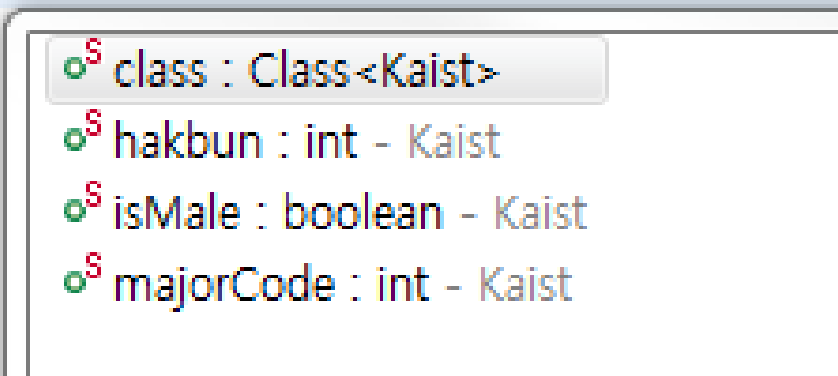 class : Class<Kaist>
hakbun : int - Kaist
isMale : boolean - Kaist
majorCode : int - Kaist